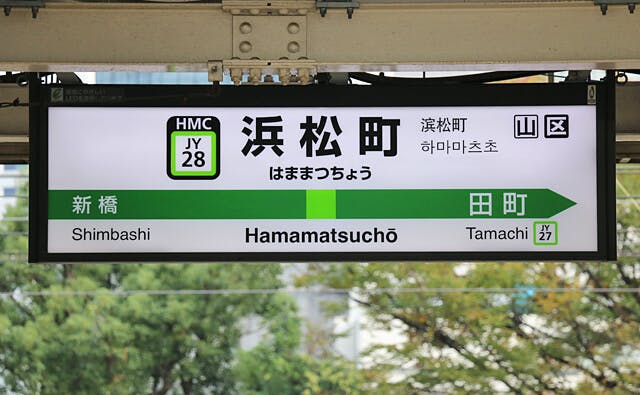 HMC
JY
28
浜松町
はままつちょう
滨松町
하마마츠초
山 区
新橋
田町
Shimbashi
Hamamatsuchō
Tamachi
JY
27